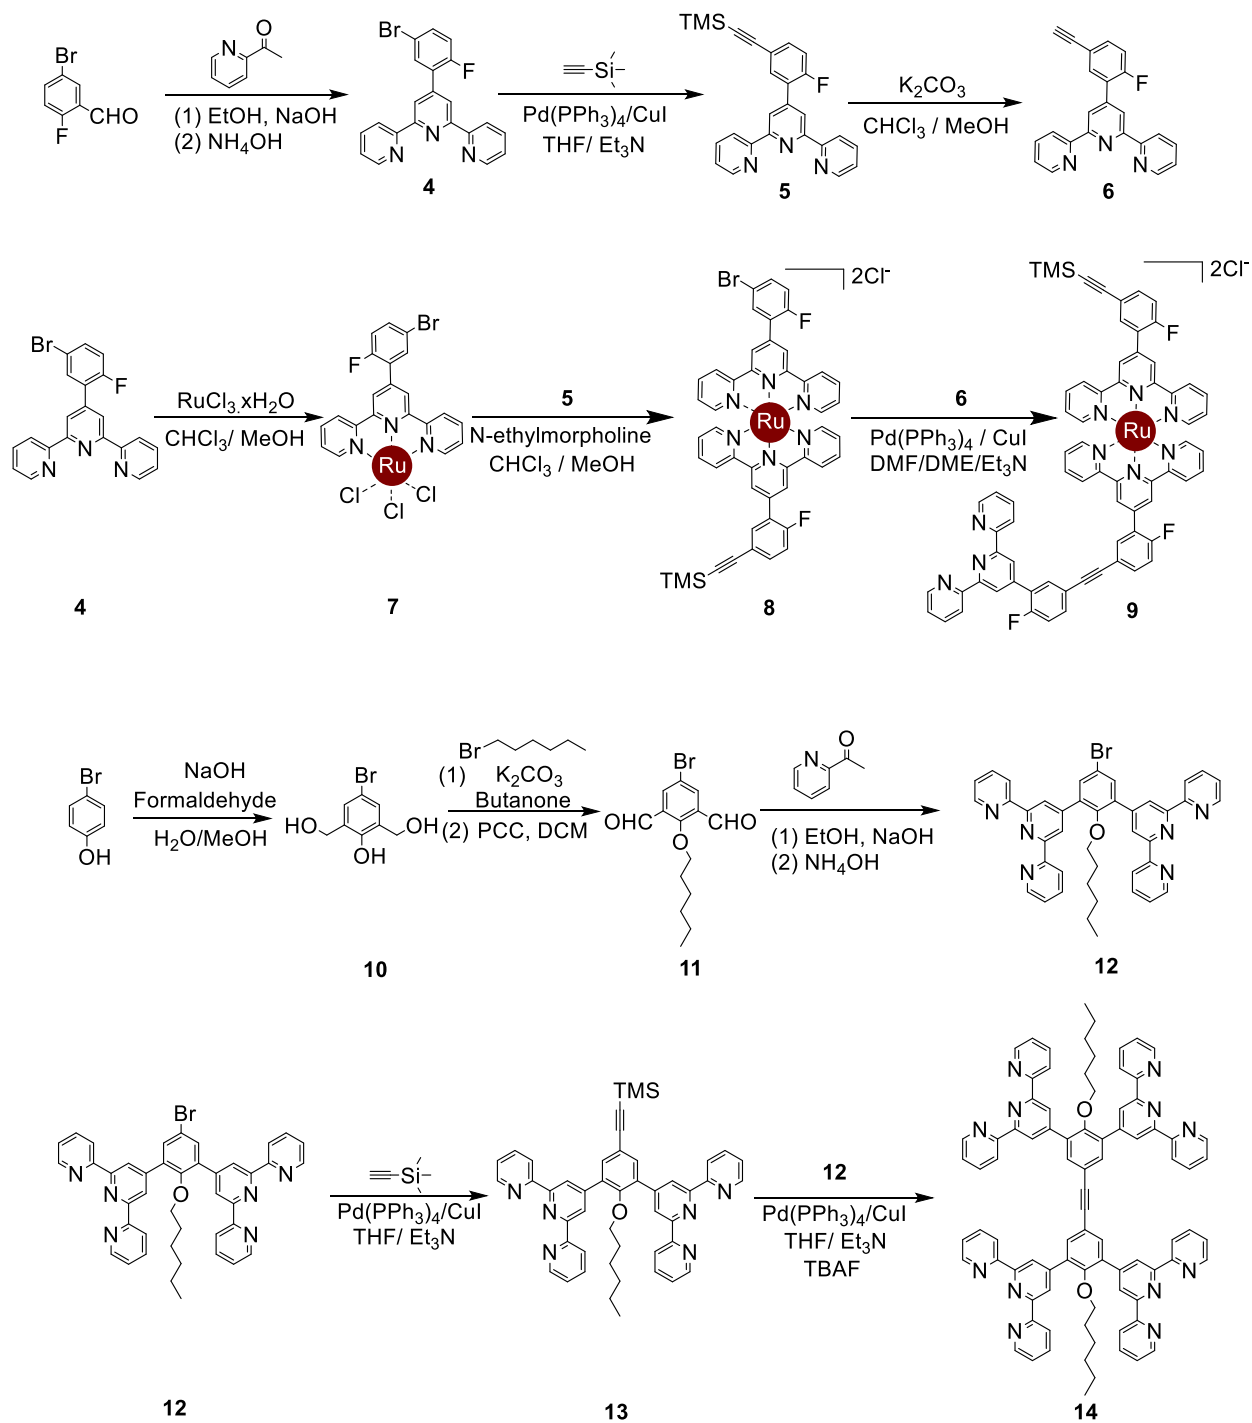 Br
CHO
F
N
O
(1) EtOH, NaOH
(2) NH₄OH
Br
F
N
N
N
4
Si
Pd(PPh₃)₄/CuI
THF/ Et₃N
TMS
F
N
N
N
5
K₂CO₃
CHCl₃ / MeOH
F
N
N
N
6
Br
F
N
N
N
4
RuCl₃.xH₂O
CHCl₃/ MeOH
Br
F
N
N
N
Ru
Cl
Cl
Cl
7
5
N-ethylmorpholine
CHCl₃ / MeOH
2Cl⁻
Br
F
N
N
N
Ru
N
N
N
F
TMS
8
6
Pd(PPh₃)₄ / CuI
DMF/DME/Et₃N
2Cl⁻
TMS
F
N
N
N
Ru
N
N
N
F
N
N
N
F
9
Br
OH
NaOH
Formaldehyde
H₂O/MeOH
Br
HO
OH
OH
10
Br
(1) K₂CO₃
Butanone
(2) PCC, DCM
Br
OHC
CHO
O
11
N
O
(1) EtOH, NaOH
(2) NH₄OH
Br
N
N
O
N
N
N
N
12
Br
N
N
O
N
N
N
N
12
Si
Pd(PPh₃)₄/CuI
THF/ Et₃N
TMS
N
N
O
N
N
N
N
13
12
Pd(PPh₃)₄/CuI
THF/ Et₃N
TBAF
N
N
O
N
N
N
N
N
N
N
N
O
N
N
14